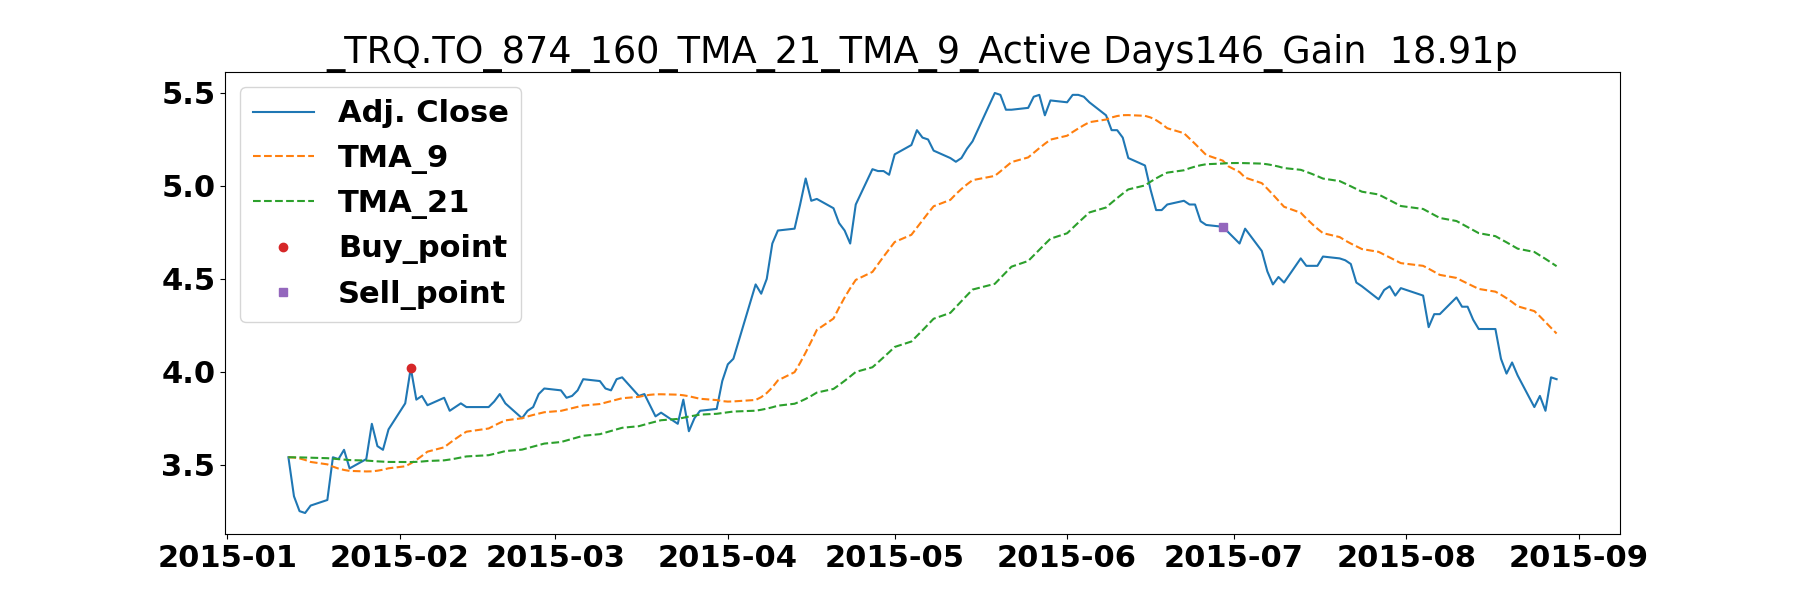 _TRQ.TO_874_160_TMA_21_TMA_9_Active Days146_Gain  18.91p
5.5
5.0
4.5
4.0
3.5
Adj. Close
TMA_9
TMA_21
Buy_point
Sell_point
2015-01 2015-02 2015-03 2015-04 2015-05 2015-06 2015-07 2015-08 2015-09